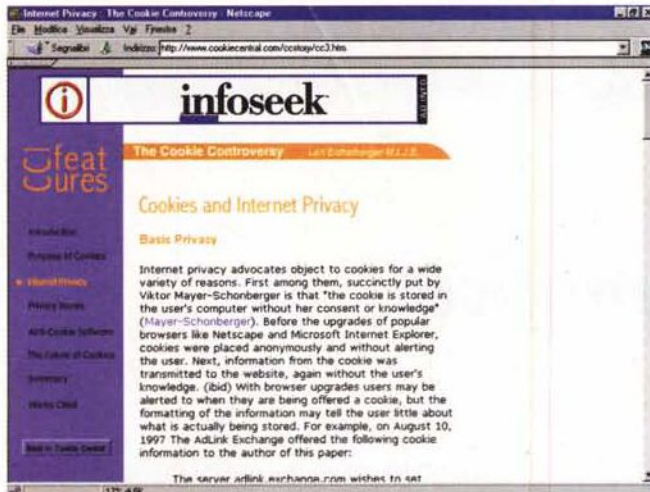 Internet Privacy : The Cookie Controversy - Netscape
File Modifica Visualizza Vai Finestra ?
Segnalibri Indirizzo: http://www.cookiecentral.com/ccstory/cc3.htm
infoseek
AD INFO
features
The Cookie Controversy
Cookies and Internet Privacy
Introduction
Basic Privacy
Purpose of Cookies
Internet Privacy
Privacy Issues
Anti-Cookie Software
The Future of Cookies
Summary
Works Cited
Back to Cookie Central
Internet privacy advocates object to cookies for a wide
variety of reasons. First among them, succinctly put by
Viktor Mayer-Schonberger is that "the cookie is stored in
the user's computer without her consent or knowledge"
(Mayer-Schonberger). Before the upgrades of popular
browsers like Netscape and Microsoft Internet Explorer,
cookies were placed anonymously and without alerting
the user. Next, information from the cookie was
transmitted to the website, again without the user's
knowledge. (ibid) With browser upgrades users may be
alerted to when they are being offered a cookie, but the
formatting of the information may tell the user little about
what is actually being stored. For example, on August 10,
1997 The AdLink Exchange offered the following cookie
information to the author of this paper:
The server adlink.exchange.com wishes to set